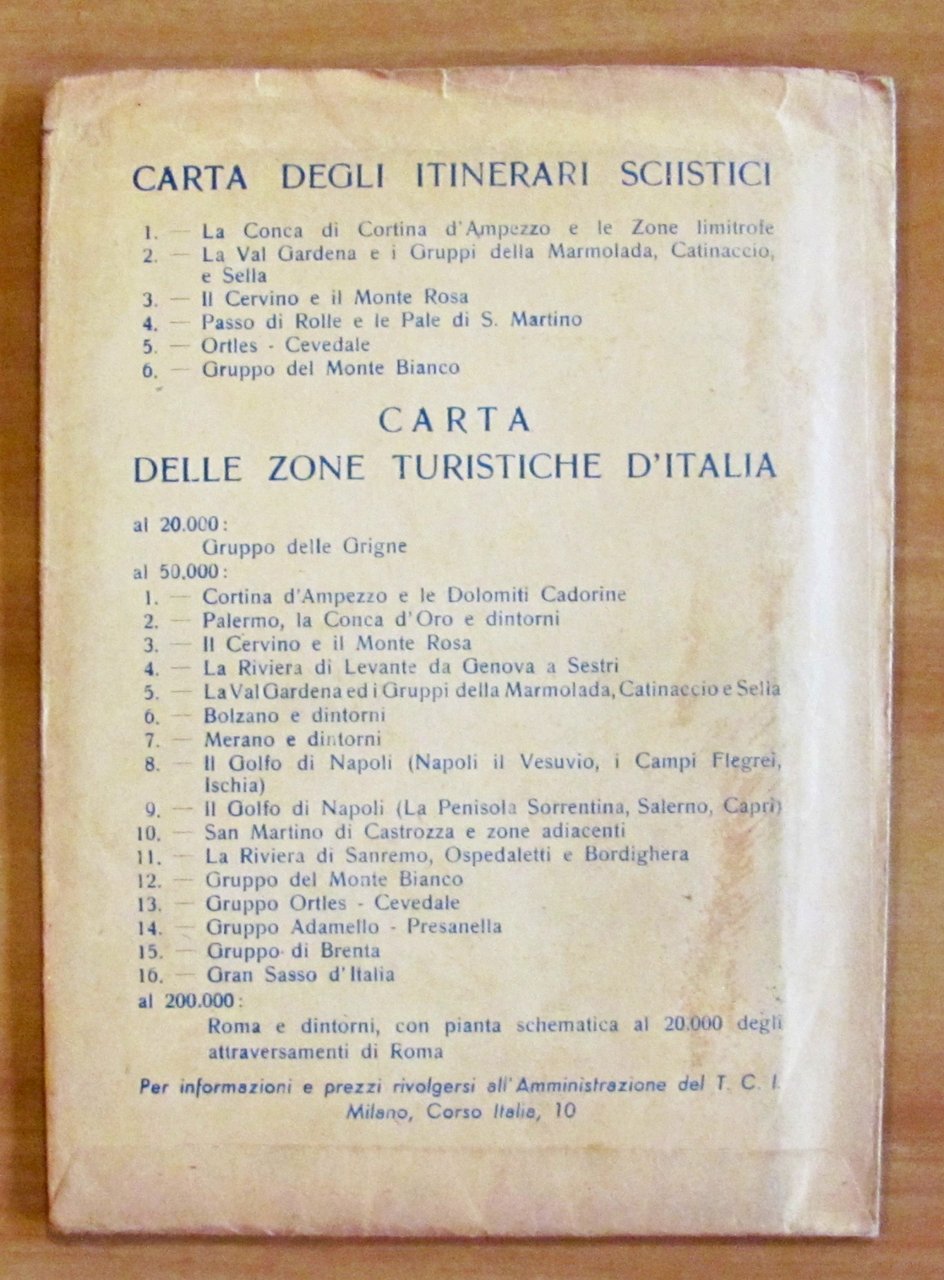 CARTA DEGLI ITINERARI SCIISTICI
1. — La Conca di Cortina d'Ampezzo e le Zone limitrofe
2. — La Val Gardena e i Gruppi della Marmolada, Catinaccio,
e Sella
3. — Il Cervino e il Monte Rosa
4. — Passo di Rolle e le Pale di S. Martino
5. — Ortles - Cevedale
6. — Gruppo del Monte Bianco
CARTA
DELLE ZONE TURISTICHE D'ITALIA
al 20.000:
Gruppo delle Grigne
al 50.000:
1. — Cortina d'Ampezzo e le Dolomiti Cadorine
2. — Palermo, la Conca d'Oro e dintorni
3. — Il Cervino e il Monte Rosa
4. — La Riviera di Levante da Genova a Sestri
5. — La Val Gardena ed i Gruppi della Marmolada, Catinaccio e Sella
6. — Bolzano e dintorni
7. — Merano e dintorni
8. — Il Golfo di Napoli (Napoli il Vesuvio, i Campi Flegrei,
Ischia)
9. — Il Golfo di Napoli (La Penisola Sorrentina, Salerno, Capri)
10. — San Martino di Castrozza e zone adiacenti
11. — La Riviera di Sanremo, Ospedaletti e Bordighera
12. — Gruppo del Monte Bianco
13. — Gruppo Ortles - Cevedale
14. — Gruppo Adamello - Presanella
15. — Gruppo di Brenta
16. — Gran Sasso d'Italia
al 200.000:
Roma e dintorni, con pianta schematica al 20.000 degli
attraversamenti di Roma
Per informazioni e prezzi rivolgersi all'Amministrazione del T. C. I.
Milano, Corso Italia, 10